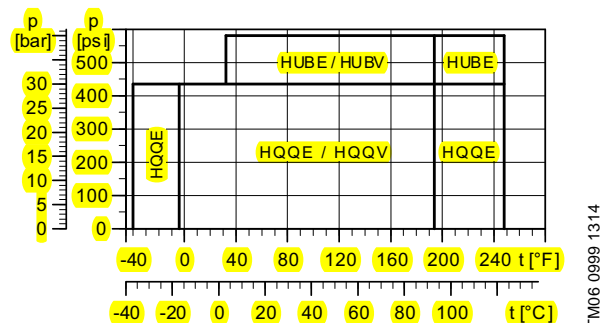 p p
[bar] [psi]
500
400
300
200
100
0
30
25
20
15
10
5
0
HUBE / HUBV HUBE
HQQE HQQE / HQQV HQQE
-40 0 40 80 120 160 200 240 t [°F]
-40 -20 0 20 40 60 80 100 t [°C]
TM06 0999 1314